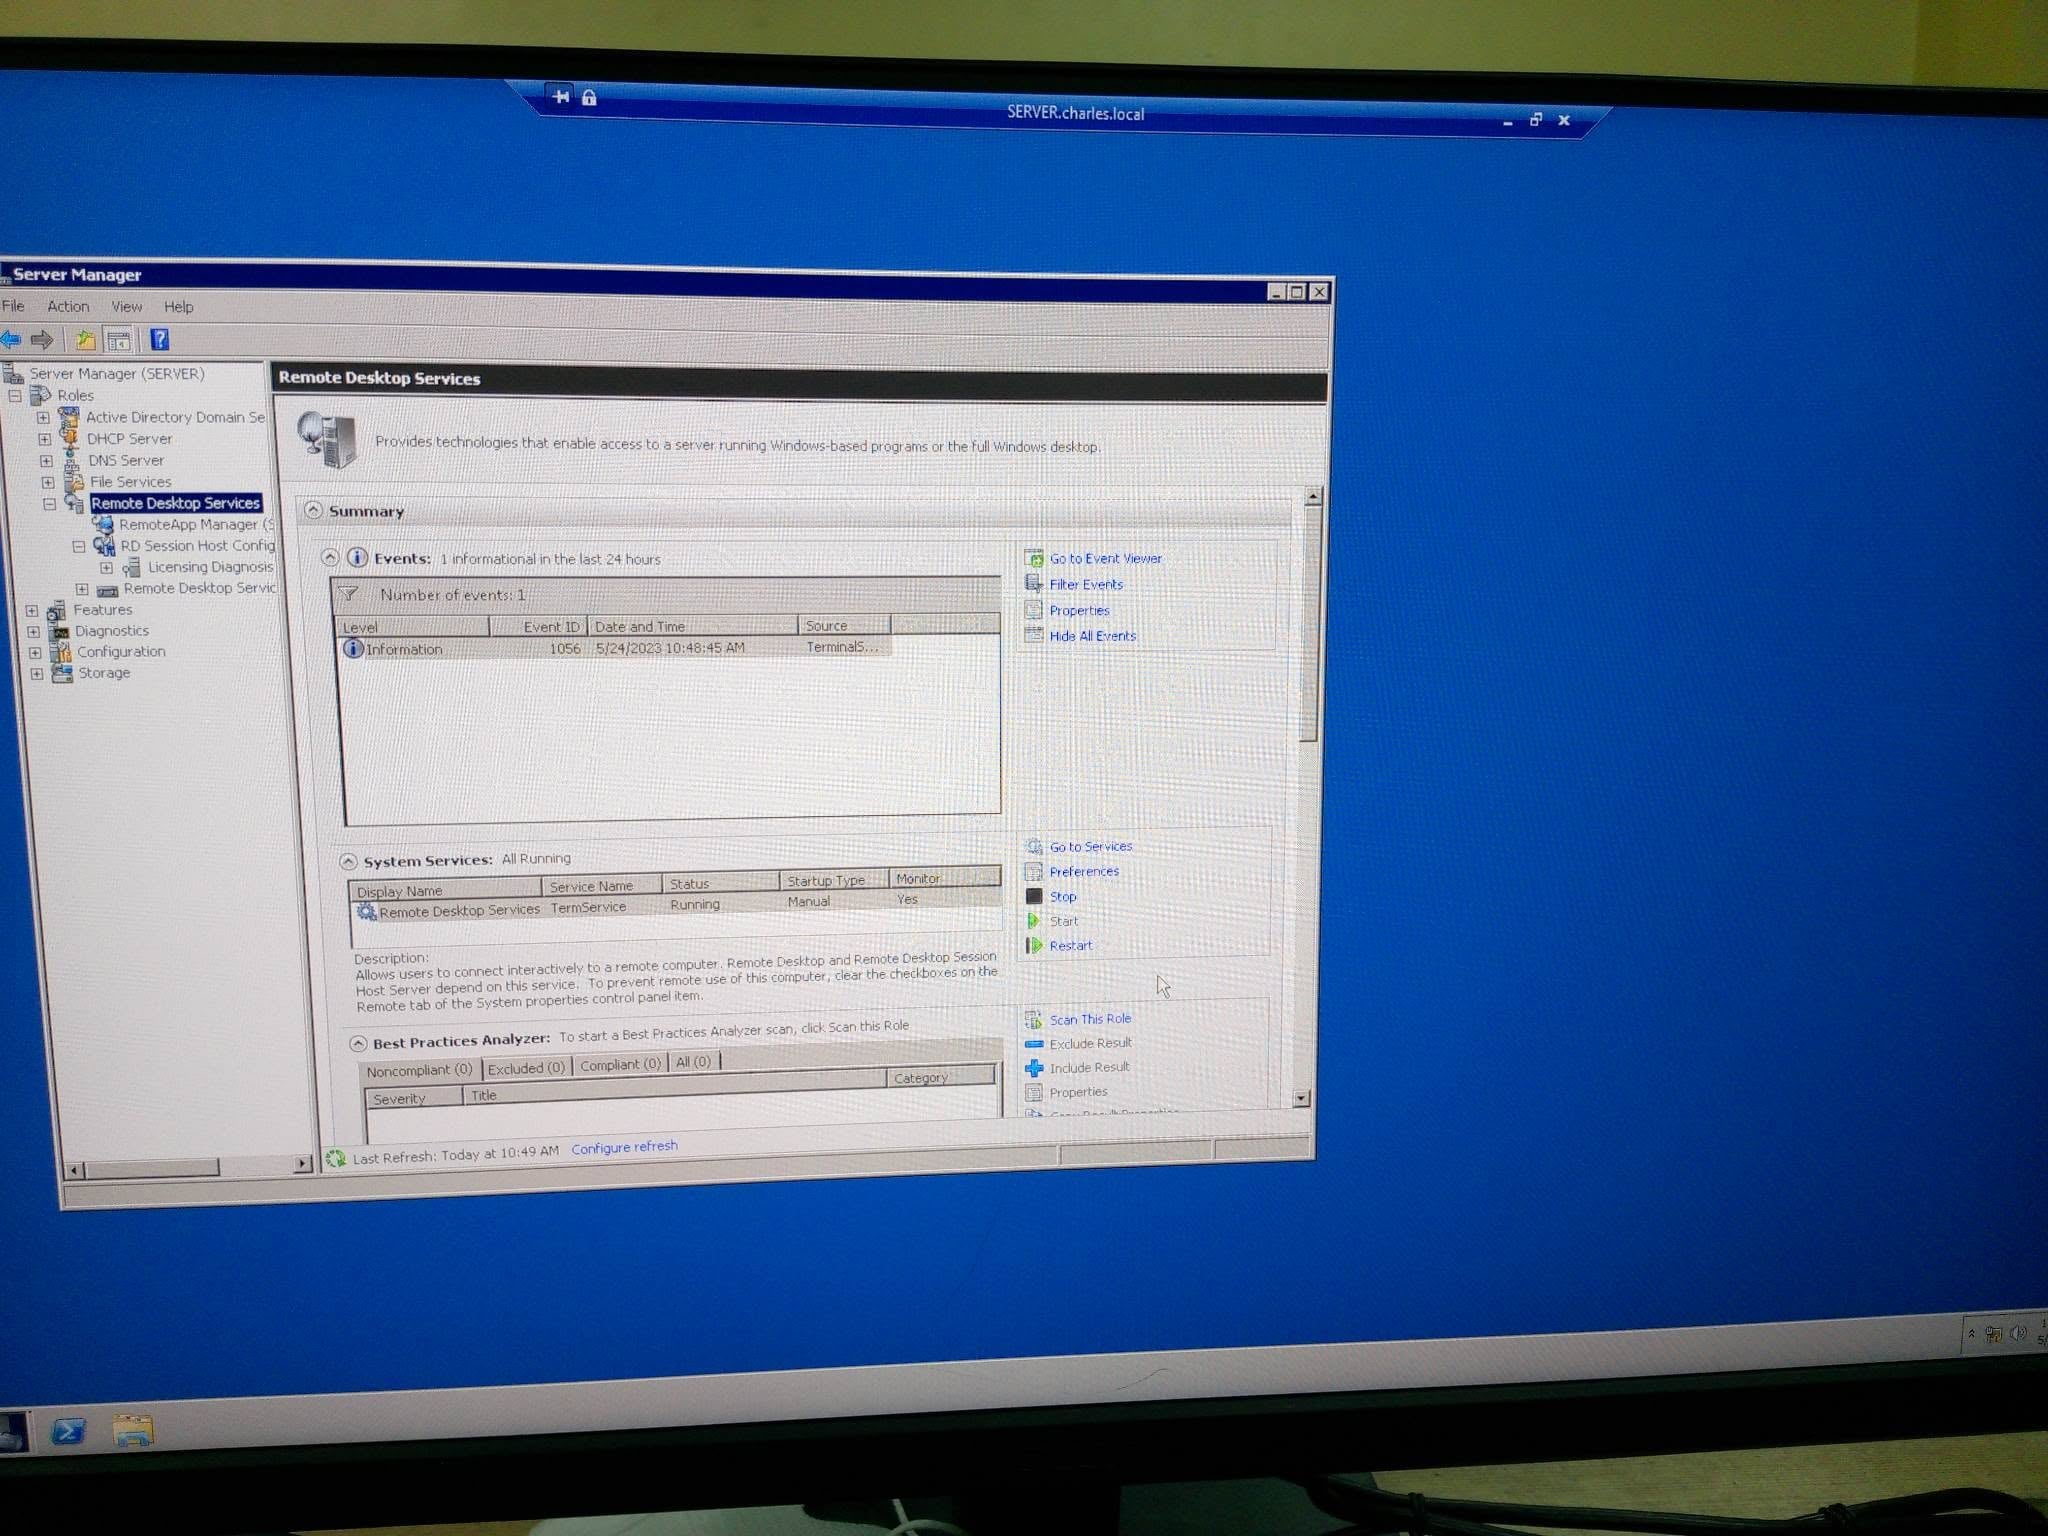 SERVER.charles.local
Server Manager
File Action View Help
Server Manager (SERVER)
Roles
Active Directory Domain Se
DHCP Server
DNS Server
File Services
Remote Desktop Services
RemoteApp Manager (S
RD Session Host Config
Licensing Diagnosis
Remote Desktop Servic
Features
Diagnostics
Configuration
Storage
Remote Desktop Services
Provides technologies that enable access to a server running Windows-based programs or the full Windows desktop.
Summary
Events: 1 informational in the last 24 hours
Number of events: 1
Level Event ID Date and Time Source
Information 1056 5/24/2023 10:48:45 AM TerminalS...
Go to Event Viewer
Filter Events
Properties
Hide All Events
System Services: All Running
Display Name Service Name Status Startup Type Monitor
Remote Desktop Services TermService Running Manual Yes
Description:
Allows users to connect interactively to a remote computer. Remote Desktop and Remote Desktop Session
Host Server depend on this service. To prevent remote use of this computer, clear the checkboxes on the
Remote tab of the System properties control panel item.
Go to Services
Preferences
Stop
Start
Restart
Best Practices Analyzer: To start a Best Practices Analyzer scan, click Scan this Role
Noncompliant (0) Excluded (0) Compliant (0) All (0)
Severity Title Category
Scan This Role
Exclude Result
Include Result
Properties
Last Refresh: Today at 10:49 AM Configure refresh